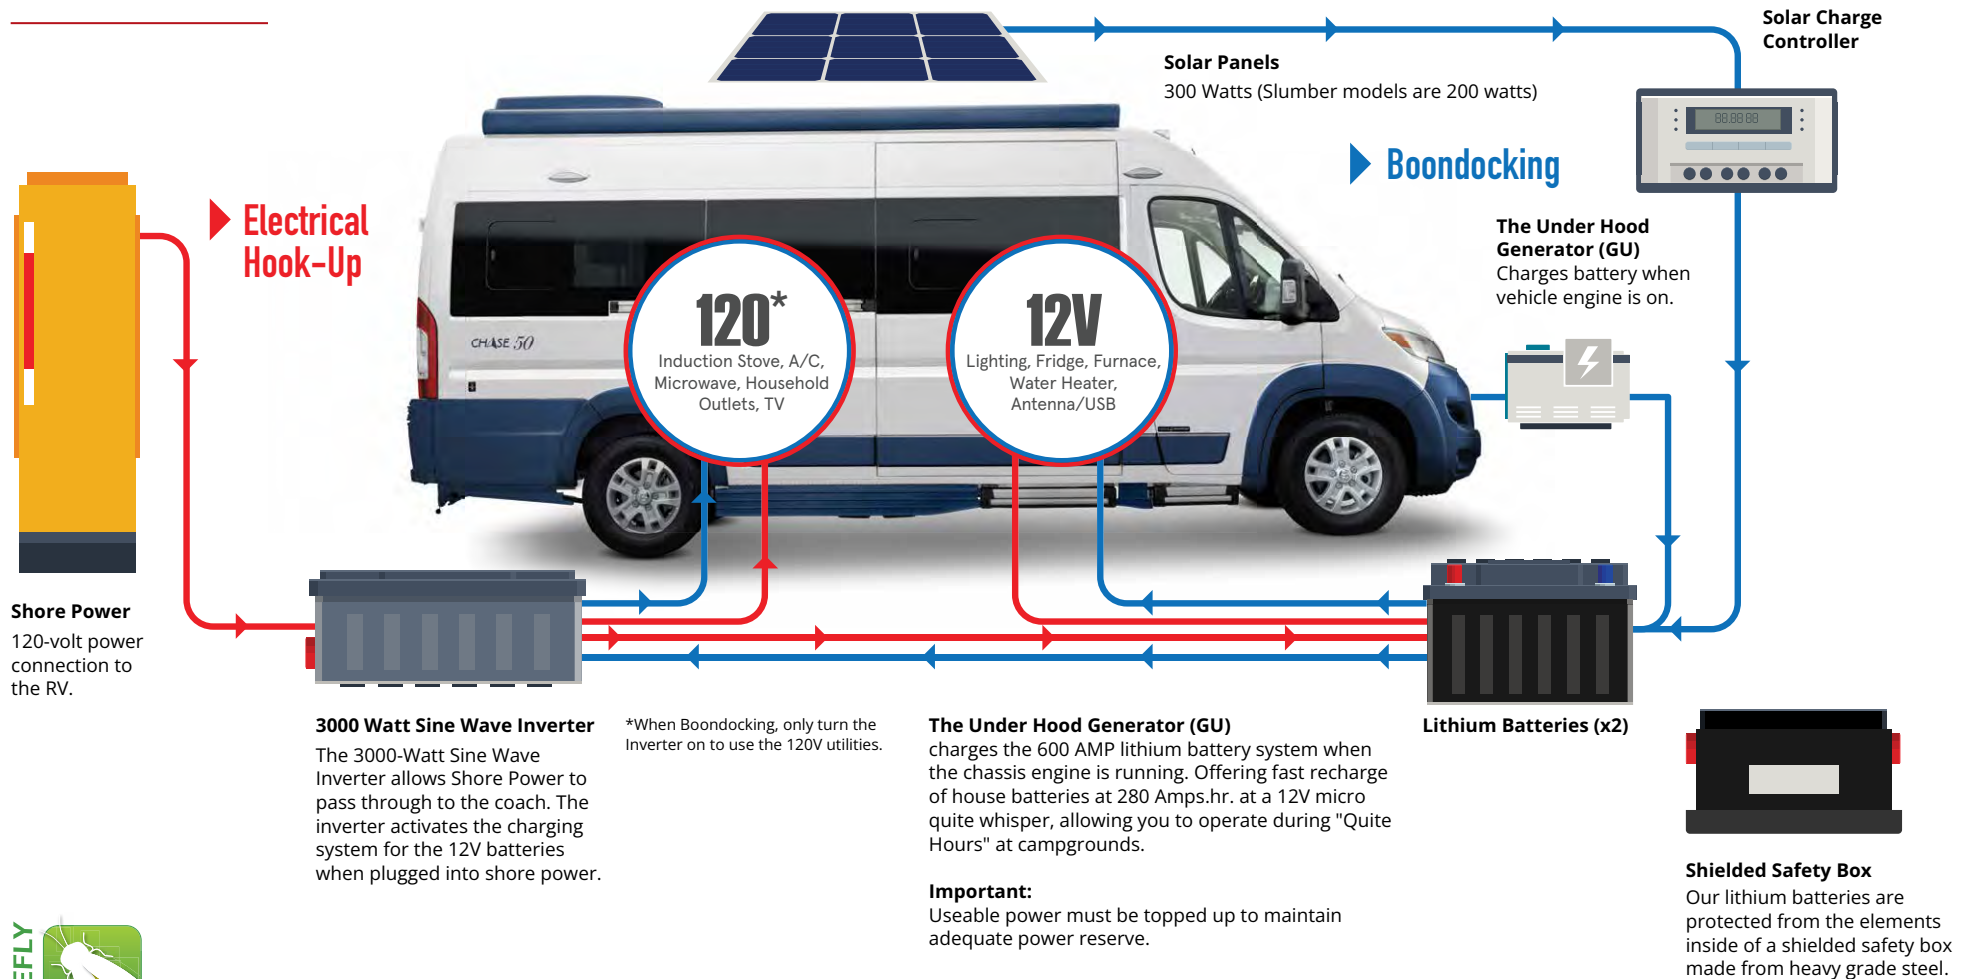 Solar Charge
Controller
Solar Panels
300 Watts (Slumber models are 200 watts)
88.88 88
Boondocking
Electrical
Hook-Up
The Under Hood
Generator (GU)
Charges battery when
vehicle engine is on.
120*
Induction Stove, A/C,
Microwave, Household
Outlets, TV
12V
Lighting, Fridge, Furnace,
Water Heater,
Antenna/USB
CHASE 50
Shore Power
120-volt power
connection to
the RV.
3000 Watt Sine Wave Inverter
The 3000-Watt Sine Wave
Inverter allows Shore Power to
pass through to the coach. The
inverter activates the charging
system for the 12V batteries
when plugged into shore power.
*When Boondocking, only turn the
Inverter on to use the 120V utilities.
The Under Hood Generator (GU)
charges the 600 AMP lithium battery system when
the chassis engine is running. Offering fast recharge
of house batteries at 280 Amps.hr. at a 12V micro
quite whisper, allowing you to operate during "Quite
Hours" at campgrounds.
Important:
Useable power must be topped up to maintain
adequate power reserve.
Lithium Batteries (x2)
Shielded Safety Box
Our lithium batteries are
protected from the elements
inside of a shielded safety box
made from heavy grade steel.
EFLY